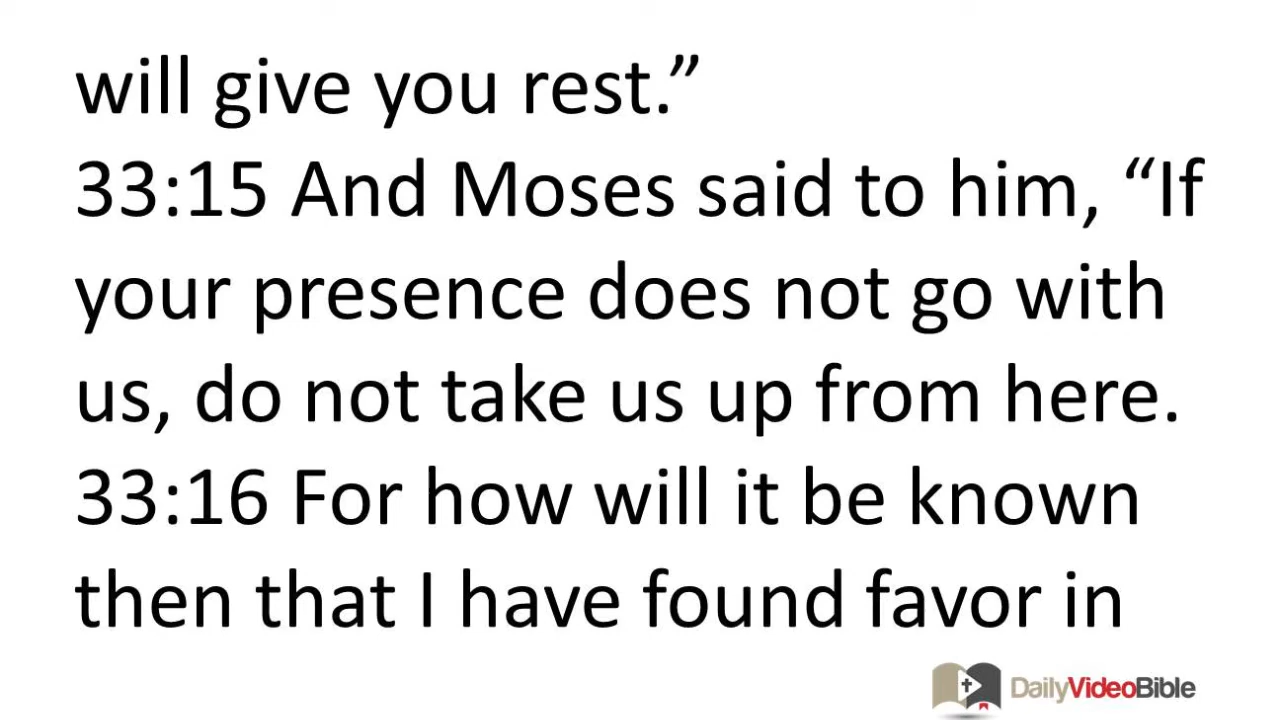 will give you rest.”
33:15 And Moses said to him, “If
your presence does not go with
us, do not take us up from here.
33:16 For how will it be known
then that I have found favor in
DailyVideoBible